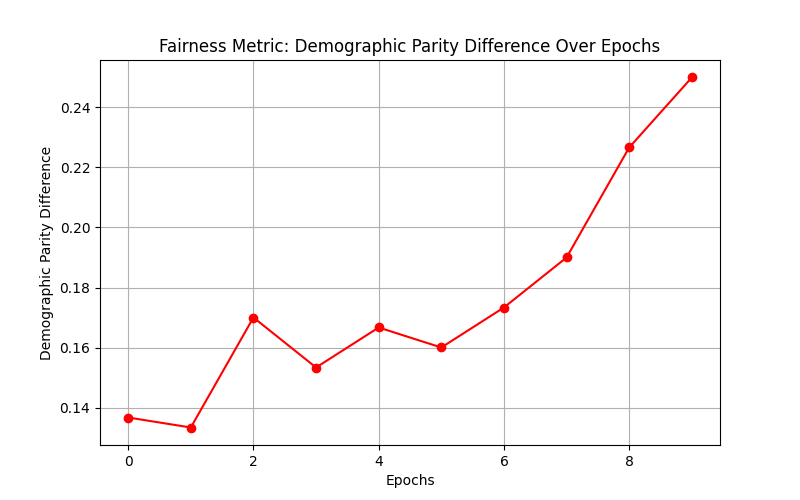 Fairness Metric: Demographic Parity Difference Over Epochs
Demographic Parity Difference
0.24
0.22
0.20
0.18
0.16
0.14
0 2 4 6 8
Epochs